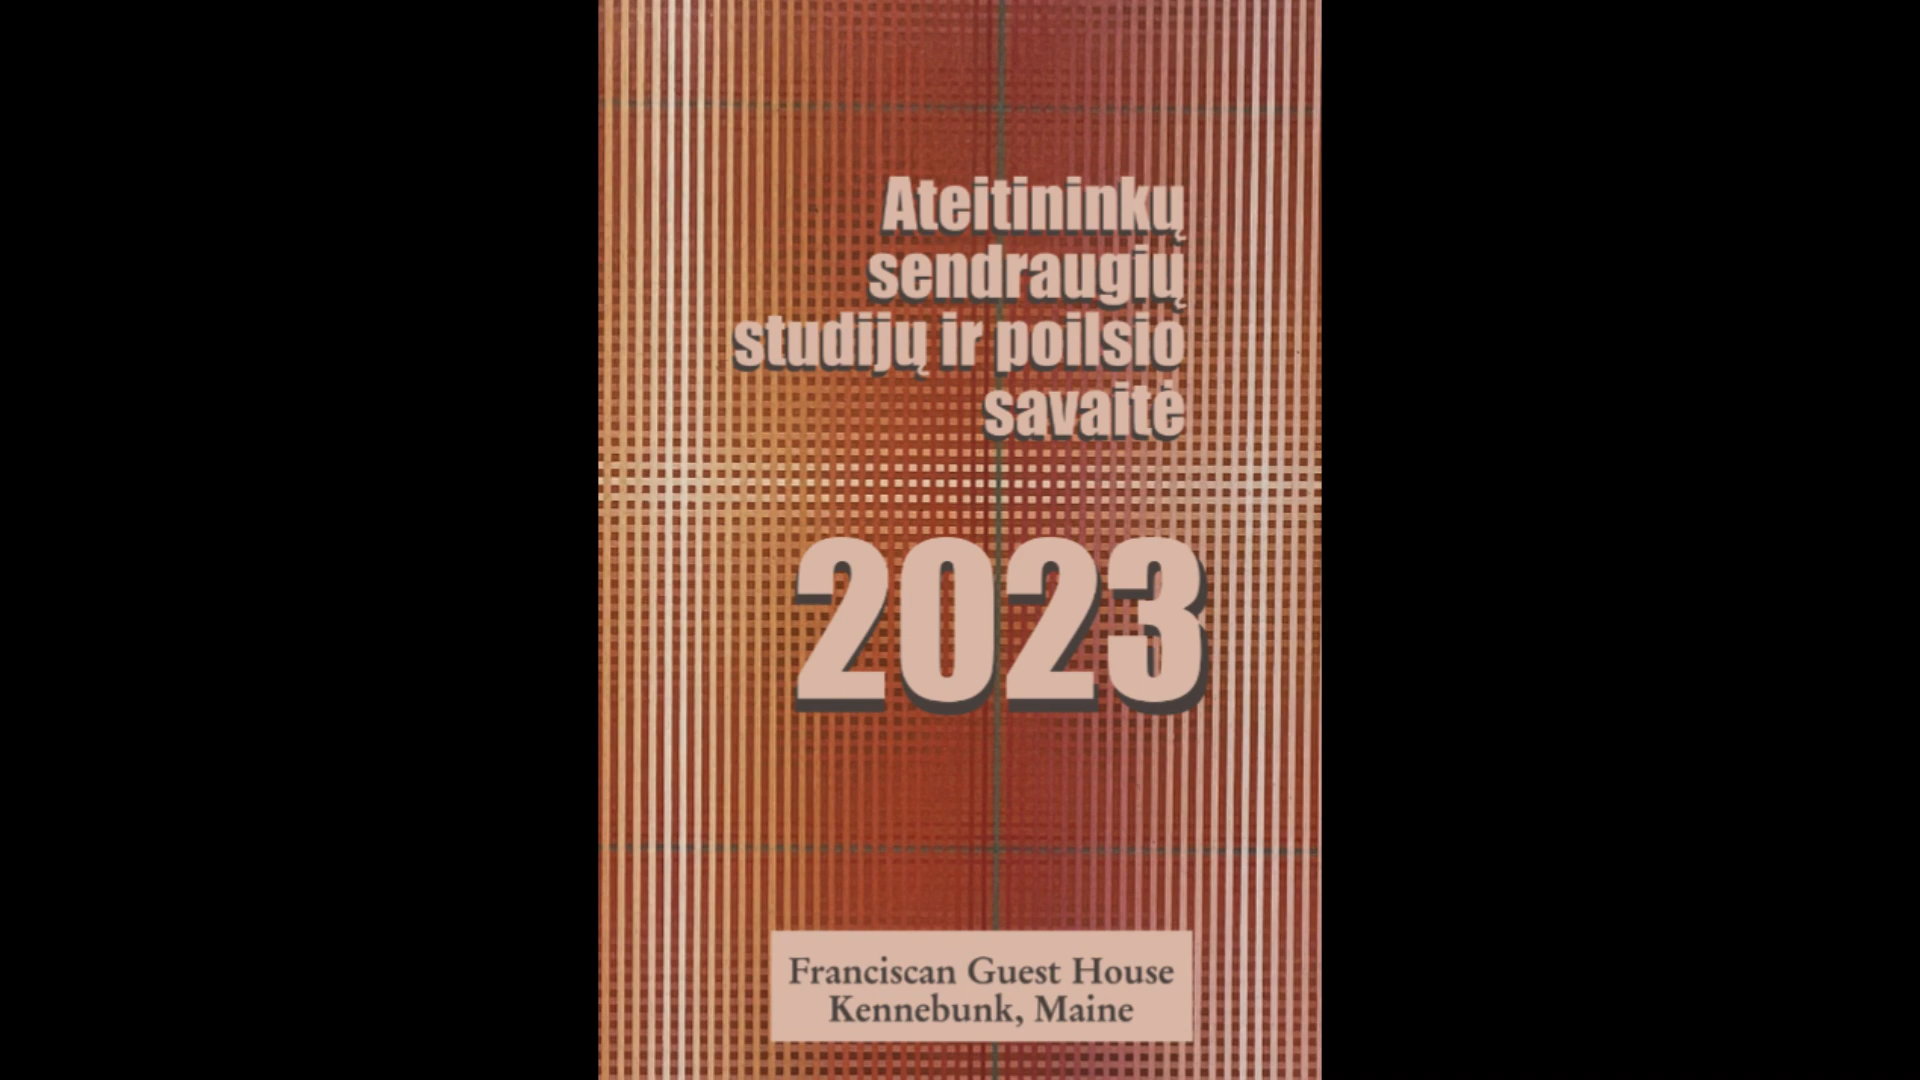 Ateitininkų
sendraugių
studijų ir poilsio
savaitė
2023
Franciscan Guest House
Kennebunk, Maine